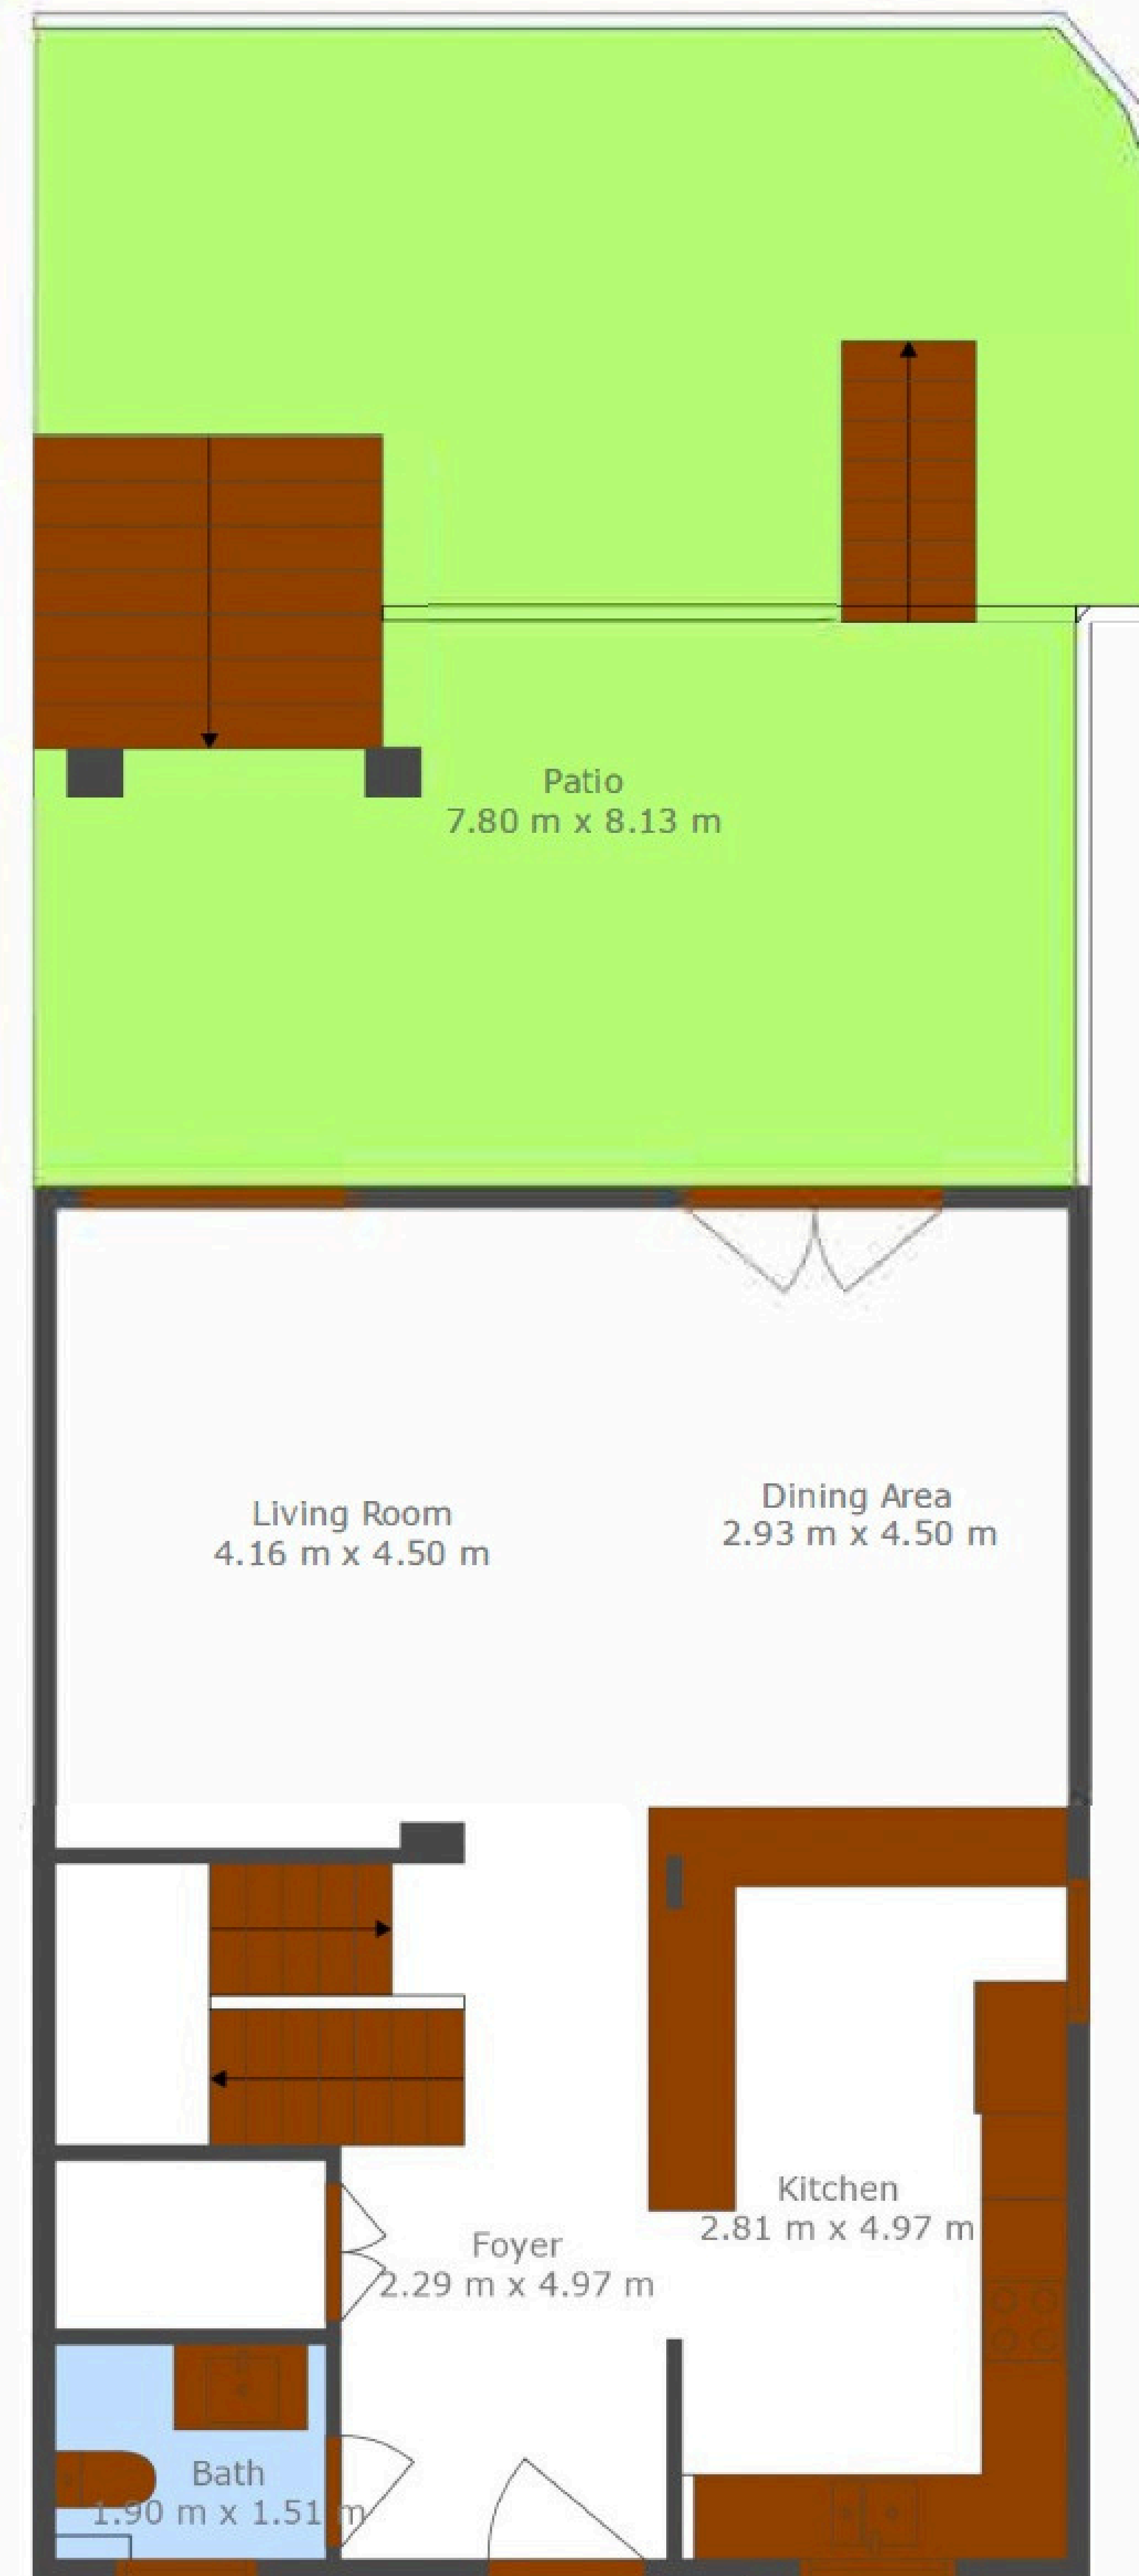 Patio
7.80 m x 8.13 m
Living Room
4.16 m x 4.50 m
Dining Area
2.93 m x 4.50 m
Kitchen
2.81 m x 4.97 m
Foyer
2.29 m x 4.97 m
Bath
1.90 m x 1.51 m